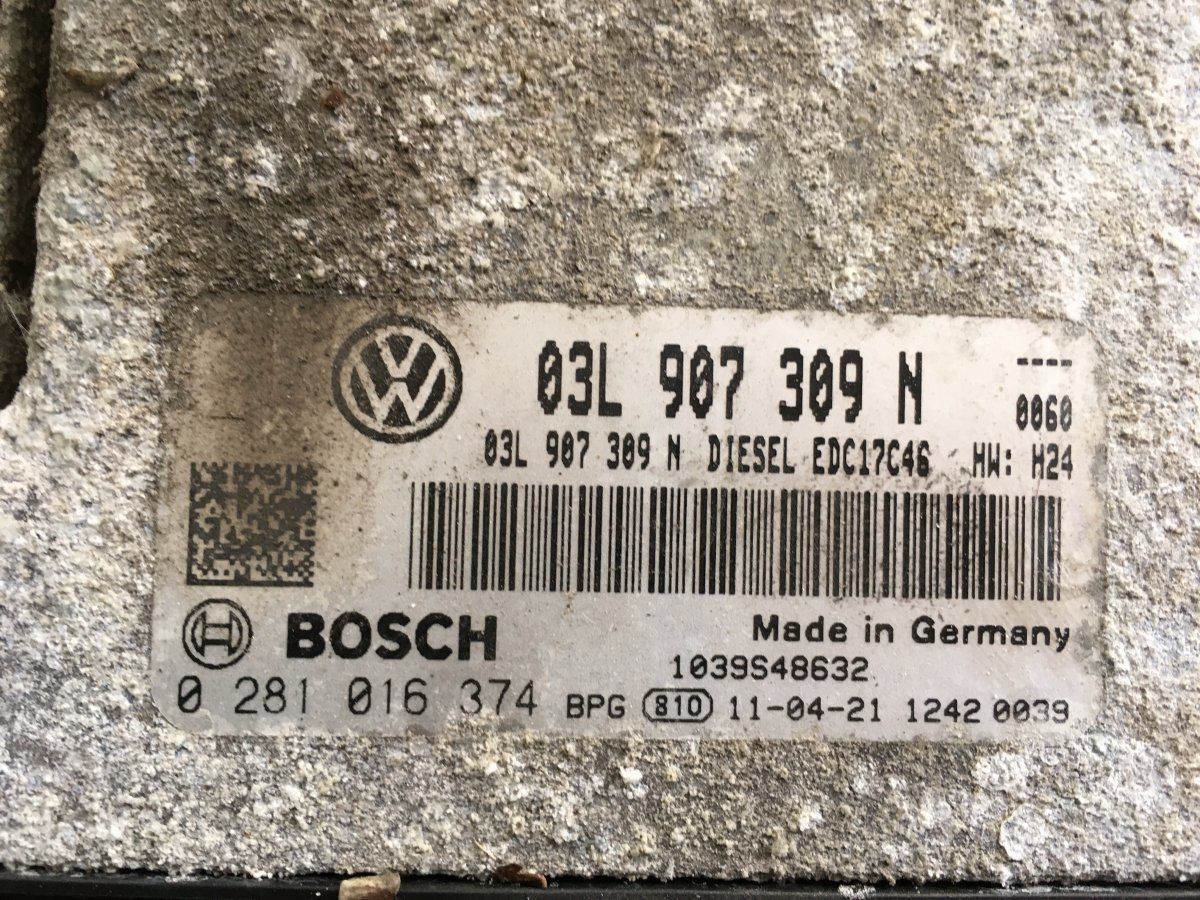 03L 907 309 N ----
0060
03L 907 309 N DIESEL EDC17C46 HW: H24
BOSCH
Made in Germany
1039S48632
0 281 016 374 BPG 810 11-04-21 1242 0039